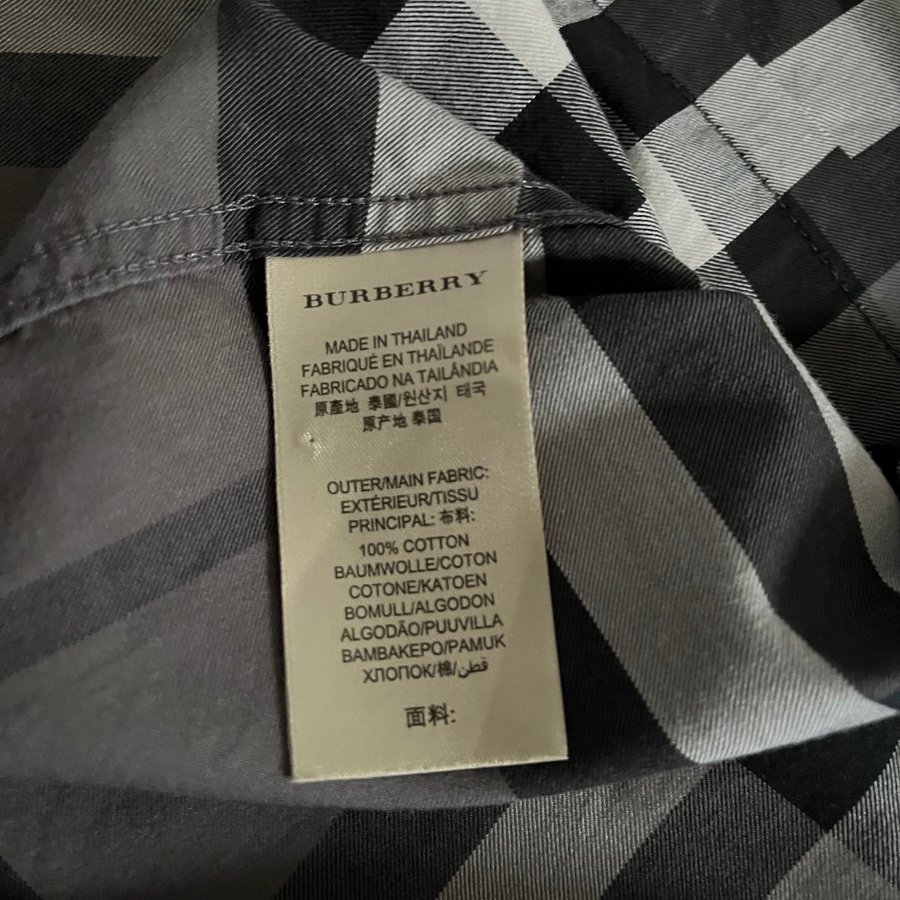 BURBERRY
MADE IN THAILAND
FABRIQUÉ EN THAÏLANDE
FABRICADO NA TAILÂNDIA
原產地 泰國/원산지 태국
原产地 泰国
OUTER/MAIN FABRIC:
EXTÉRIEUR/TISSU
PRINCIPAL: 布料:
100% COTTON
BAUMWOLLE/COTON
COTONE/KATOEN
BOMULL/ALGODON
ALGODÃO/PUUVILLA
BAMBAKEPO/PAMUK
ХЛОПОК/棉/قطن
面料: